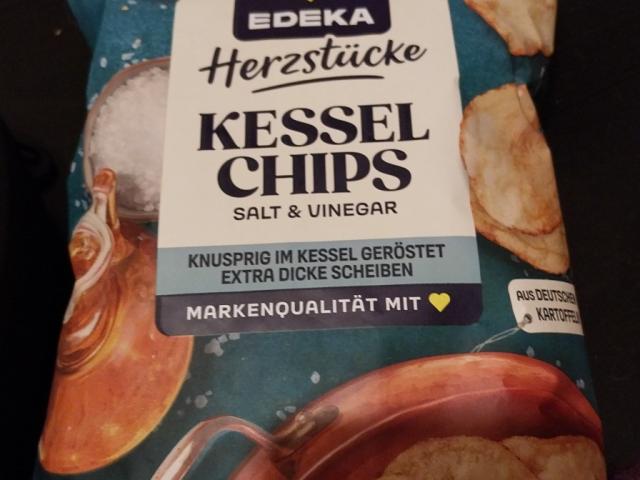 EDEKA
Herzstücke
KESSEL
CHIPS
SALT & VINEGAR
KNUSPRIG IM KESSEL GERÖSTET
EXTRA DICKE SCHEIBEN
MARKENQUALITÄT MIT
AUS DEUTSCHEN
KARTOFFELN